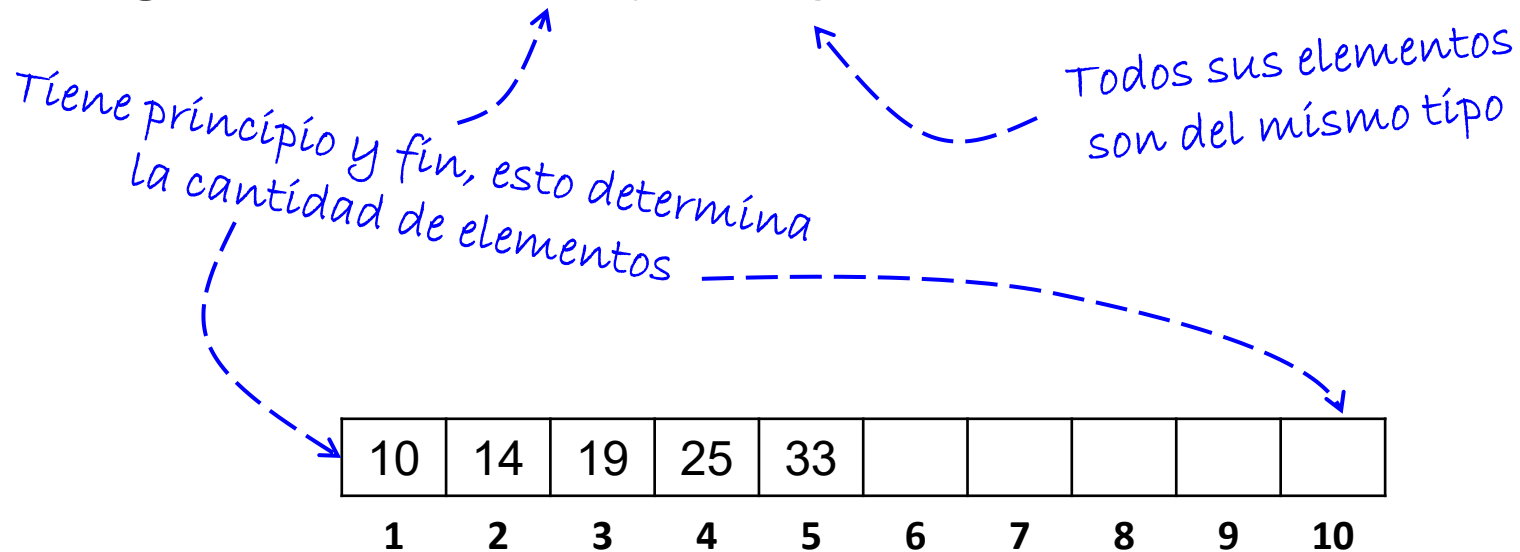 Tiene principio y fin, esto determina
la cantidad de elementos
Todos sus elementos
son del mismo tipo
10 14 19 25 33
1 2 3 4 5 6 7 8 9 10